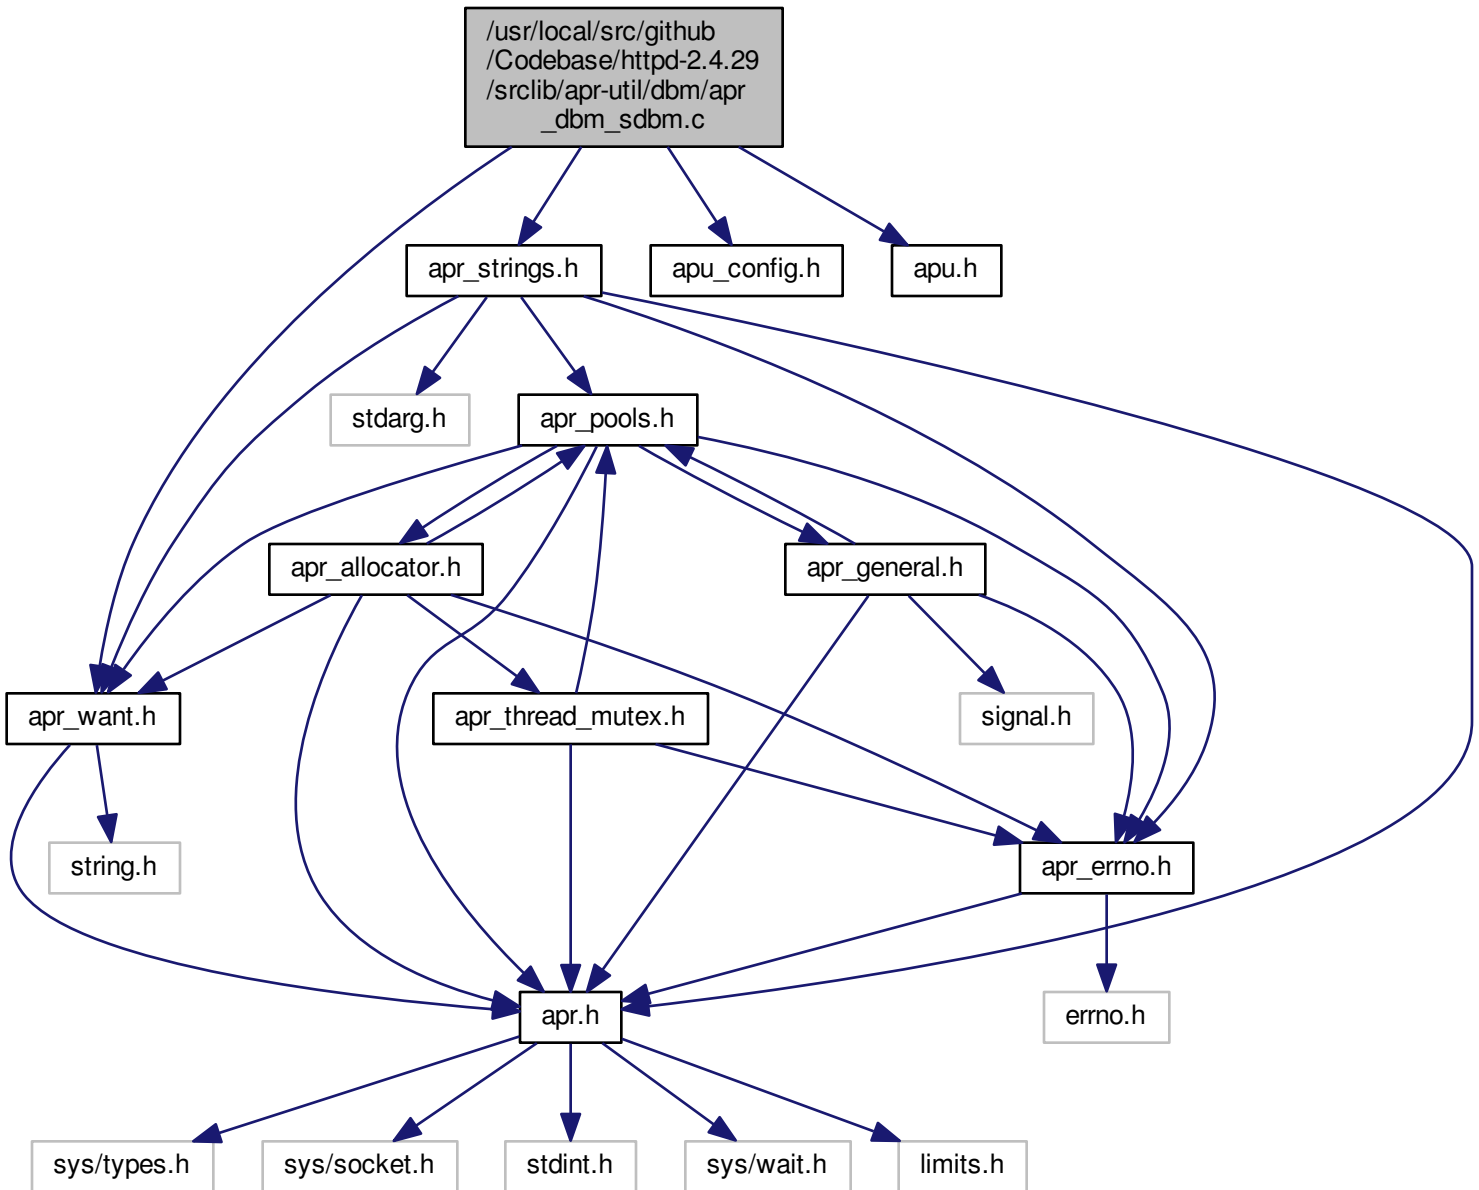 /usr/local/src/github
/Codebase/httpd-2.4.29
/srclib/apr-util/dbm/apr
_dbm_sdbm.c
apr_strings.h
apu_config.h
apu.h
stdarg.h
apr_pools.h
apr_allocator.h
apr_general.h
apr_want.h
apr_thread_mutex.h
signal.h
string.h
apr_errno.h
apr.h
errno.h
sys/types.h
sys/socket.h
stdint.h
sys/wait.h
limits.h